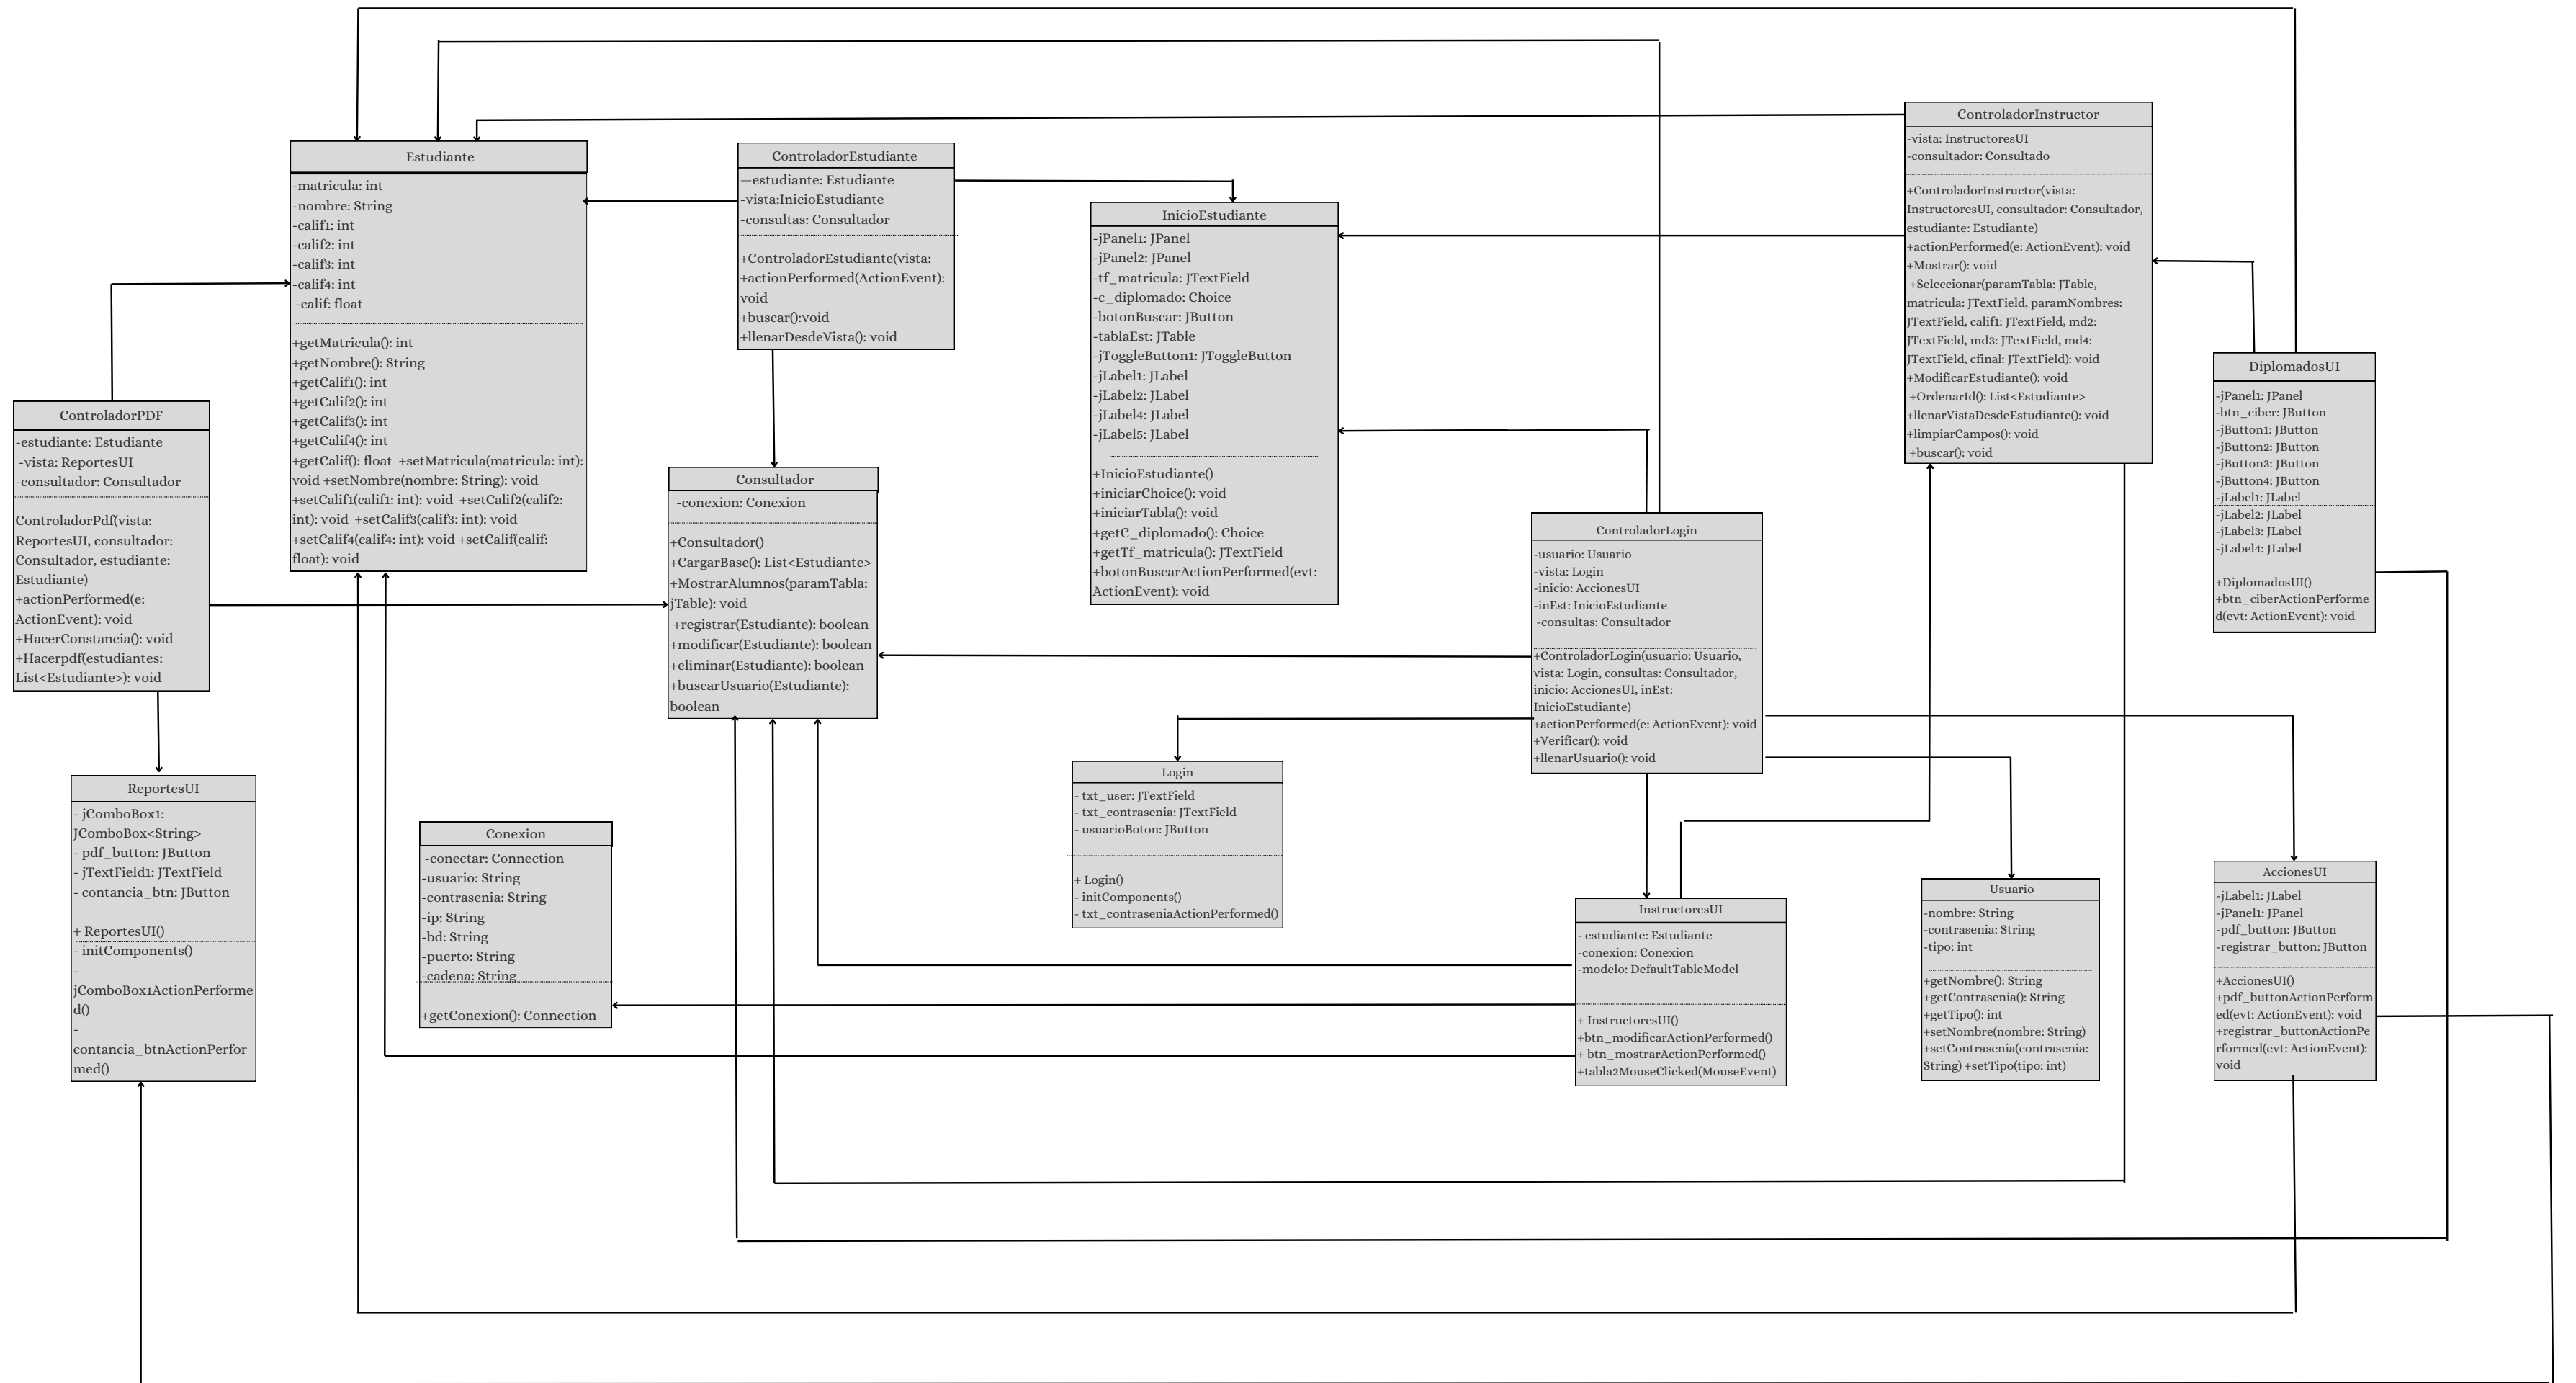 Estudiante
-matricula: int
-nombre: String
-calif1: int
-calif2: int
-calif3: int
-calif4: int
-calif: float
+getMatricula(): int
+getNombre(): String
+getCalif1(): int
+getCalif2(): int
+getCalif3(): int
+getCalif4(): int
+getCalif(): float +setMatricula(matricula: int):
void +setNombre(nombre: String): void
+setCalif1(calif1: int): void +setCalif2(calif2:
int): void +setCalif3(calif3: int): void
+setCalif4(calif4: int): void +setCalif(calif:
float): void
ControladorEstudiante
—estudiante: Estudiante
-vista:InicioEstudiante
-consultas: Consultador
+ControladorEstudiante(vista:
+actionPerformed(ActionEvent):
void
+buscar():void
+llenarDesdeVista(): void
InicioEstudiante
-jPanel1: JPanel
-jPanel2: JPanel
-tf_matricula: JTextField
-c_diplomado: Choice
-botonBuscar: JButton
-tablaEst: JTable
-jToggleButton1: JToggleButton
-jLabel1: JLabel
-jLabel2: JLabel
-jLabel4: JLabel
-jLabel5: JLabel
+InicioEstudiante()
+iniciarChoice(): void
+iniciarTabla(): void
+getC_diplomado(): Choice
+getTf_matricula(): JTextField
+botonBuscarActionPerformed(evt:
ActionEvent): void
ControladorInstructor
-vista: InstructoresUI
-consultador: Consultado
+ControladorInstructor(vista:
InstructoresUI, consultador: Consultador,
estudiante: Estudiante)
+actionPerformed(e: ActionEvent): void
+Mostrar(): void
+Seleccionar(paramTabla: JTable,
matricula: JTextField, paramNombres:
JTextField, calif1: JTextField, md2:
JTextField, md3: JTextField, md4:
JTextField, cfinal: JTextField): void
+ModificarEstudiante(): void
+OrdenarId(): List<Estudiante>
+llenarVistaDesdeEstudiante(): void
+limpiarCampos(): void
+buscar(): void
DiplomadosUI
-jPanel1: JPanel
-btn_ciber: JButton
-jButton1: JButton
-jButton2: JButton
-jButton3: JButton
-jButton4: JButton
-jLabel1: JLabel
-jLabel2: JLabel
-jLabel3: JLabel
-jLabel4: JLabel
+DiplomadosUI()
+btn_ciberActionPerforme
d(evt: ActionEvent): void
ControladorPDF
-estudiante: Estudiante
-vista: ReportesUI
-consultador: Consultador
ControladorPdf(vista:
ReportesUI, consultador:
Consultador, estudiante:
Estudiante)
+actionPerformed(e:
ActionEvent): void
+HacerConstancia(): void
+Hacerpdf(estudiantes:
List<Estudiante>): void
Consultador
-conexion: Conexion
+Consultador()
+CargarBase(): List<Estudiante>
+MostrarAlumnos(paramTabla:
jTable): void
+registrar(Estudiante): boolean
+modificar(Estudiante): boolean
+eliminar(Estudiante): boolean
+buscarUsuario(Estudiante):
boolean
ControladorLogin
-usuario: Usuario
-vista: Login
-inicio: AccionesUI
-inEst: InicioEstudiante
-consultas: Consultador
+ControladorLogin(usuario: Usuario,
vista: Login, consultas: Consultador,
inicio: AccionesUI, inEst:
InicioEstudiante)
+actionPerformed(e: ActionEvent): void
+Verificar(): void
+llenarUsuario(): void
ReportesUI
- jComboBox1:
JComboBox<String>
- pdf_button: JButton
- jTextField1: JTextField
- contancia_btn: JButton
+ ReportesUI()
- initComponents()
-
jComboBox1ActionPerforme
d()
-
contancia_btnActionPerfor
med()
Conexion
-conectar: Connection
-usuario: String
-contrasenia: String
-ip: String
-bd: String
-puerto: String
-cadena: String
+getConexion(): Connection
Login
- txt_user: JTextField
- txt_contrasenia: JTextField
- usuarioBoton: JButton
+ Login()
- initComponents()
- txt_contraseniaActionPerformed()
InstructoresUI
- estudiante: Estudiante
-conexion: Conexion
-modelo: DefaultTableModel
+ InstructoresUI()
+btn_modificarActionPerformed()
+ btn_mostrarActionPerformed()
+tabla2MouseClicked(MouseEvent)
Usuario
-nombre: String
-contrasenia: String
-tipo: int
+getNombre(): String
+getContrasenia(): String
+getTipo(): int
+setNombre(nombre: String)
+setContrasenia(contrasenia:
String) +setTipo(tipo: int)
AccionesUI
-jLabel1: JLabel
-jPanel1: JPanel
-pdf_button: JButton
-registrar_button: JButton
+AccionesUI()
+pdf_buttonActionPerform
ed(evt: ActionEvent): void
+registrar_buttonActionPe
rformed(evt: ActionEvent):
void